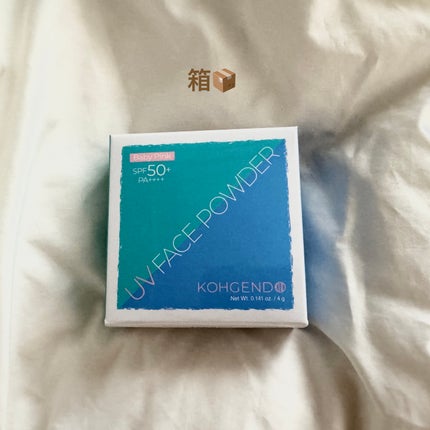 箱📦
Baby Pink
SPF50+
PA++++
UV FACE POWDER
KOHGENDO
Net Wt. 0.141 oz. / 4 g